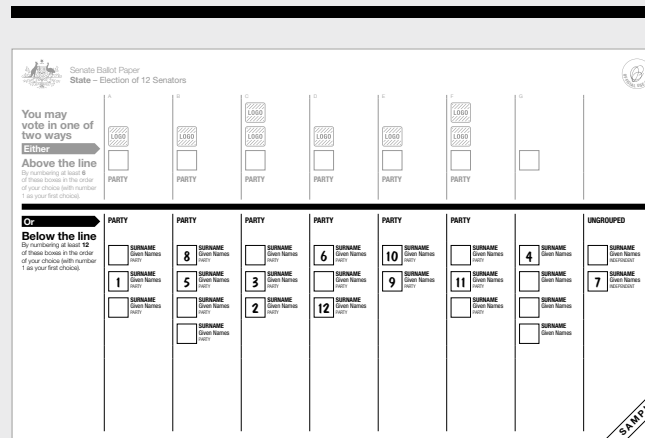 Senate Ballot Paper
State – Election of 12 Senators
A B C D E F G
You may
vote in one of
two ways
Either
Above the line
By numbering at least 6
of these boxes in the order
of your choice (with number
1 as your first choice).
LOGO LOGO
LOGO LOGO LOGO LOGO LOGO LOGO
PARTY PARTY PARTY PARTY PARTY PARTY
Or
Below the line
By numbering at least 12
of these boxes in the order
of your choice (with number
1 as your first choice).
PARTY PARTY PARTY PARTY PARTY PARTY UNGROUPED
SURNAME 8 SURNAME SURNAME 6 SURNAME 10 SURNAME SURNAME 4 SURNAME SURNAME
Given Names Given Names Given Names Given Names Given Names Given Names Given Names Given Names
PARTY PARTY PARTY PARTY PARTY PARTY INDEPENDENT
1 SURNAME 5 SURNAME 3 SURNAME SURNAME 9 SURNAME 11 SURNAME SURNAME 7 SURNAME
Given Names Given Names Given Names Given Names Given Names Given Names Given Names Given Names
PARTY PARTY PARTY PARTY PARTY PARTY INDEPENDENT
SURNAME SURNAME 2 SURNAME 12 SURNAME SURNAME SURNAME
Given Names Given Names Given Names Given Names Given Names Given Names
PARTY PARTY PARTY PARTY PARTY
SURNAME SURNAME
Given Names Given Names
PARTY